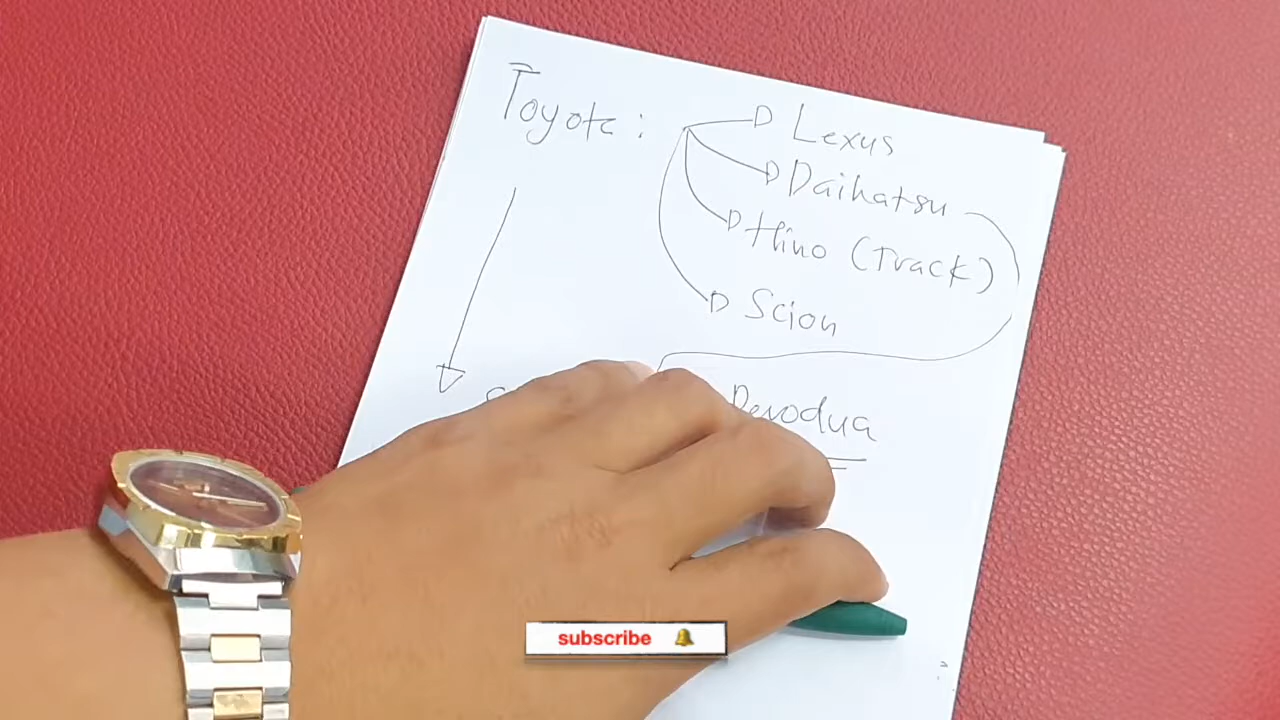 Toyota :
Lexus
Daihatsu
Hino (Track)
Scion
Perodua
subscribe